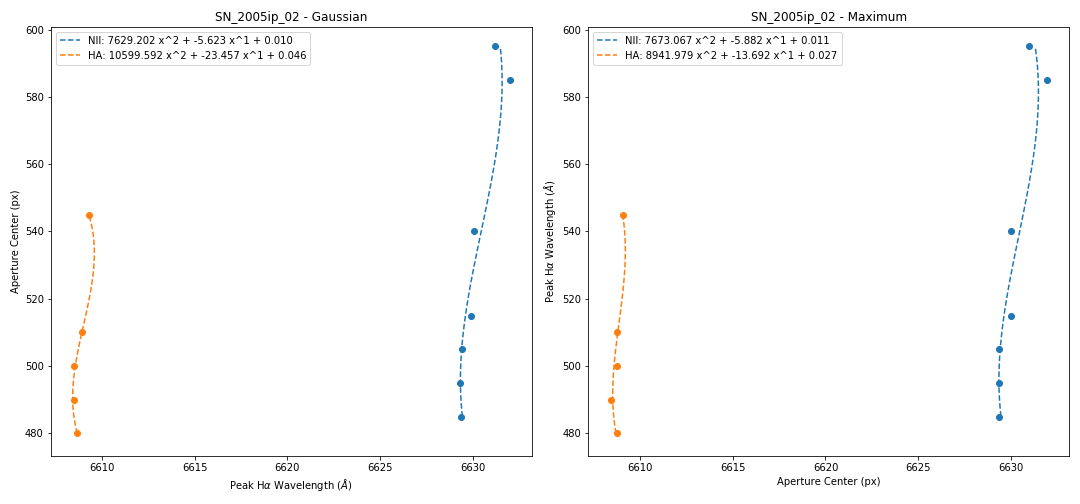 SN_2005ip_02 - Gaussian
NII: 7629.202 x^2 + -5.623 x^1 + 0.010
HA: 10599.592 x^2 + -23.457 x^1 + 0.046
600
580
560
540
520
500
480
Aperture Center (px)
6610
6615
6620
6625
6630
Peak Hα Wavelength (Å)
SN_2005ip_02 - Maximum
NII: 7673.067 x^2 + -5.882 x^1 + 0.011
HA: 8941.979 x^2 + -13.692 x^1 + 0.027
600
580
560
540
520
500
480
Peak Hα Wavelength (Å)
6610
6615
6620
6625
6630
Aperture Center (px)